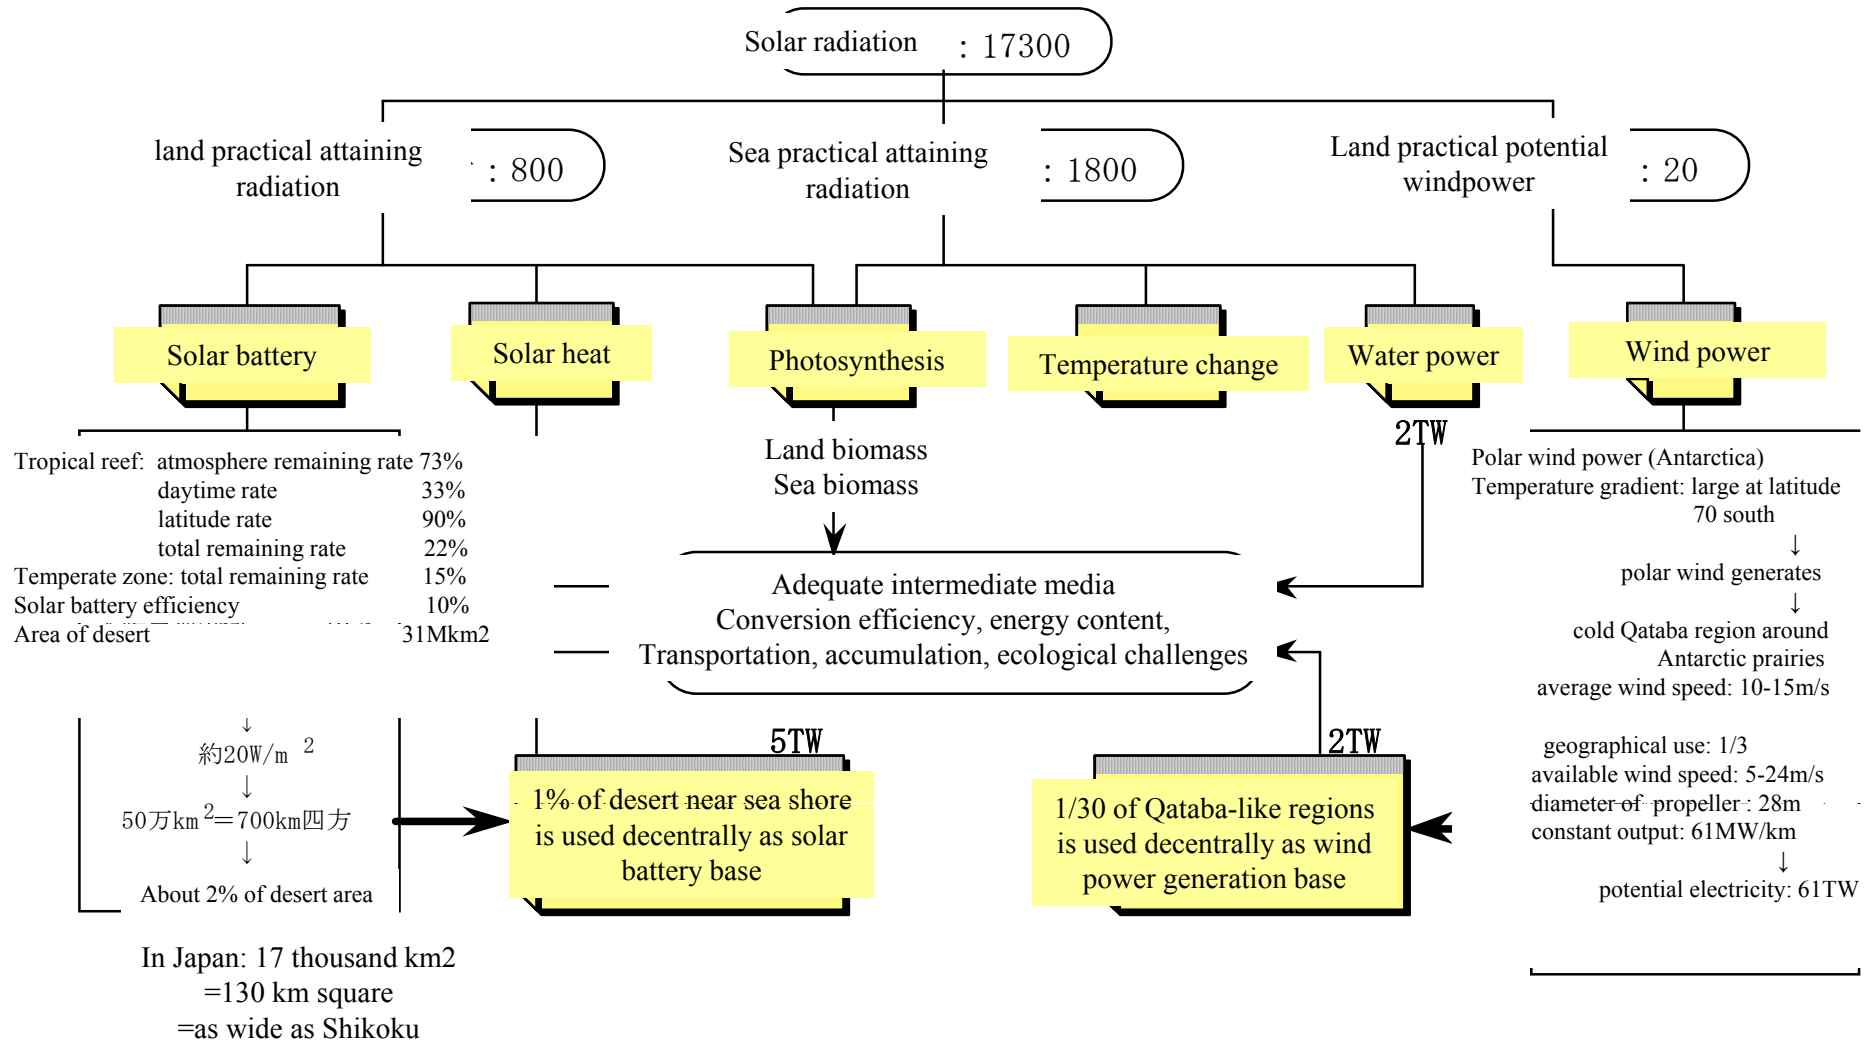 Solar radiation : 17300
land practical attaining
radiation
: 800
Sea practical attaining
radiation
: 1800
Land practical potential
windpower
: 20
Solar battery
Solar heat
Photosynthesis
Temperature change
Water power
Wind power
2TW
Tropical reef: atmosphere remaining rate 73%
daytime rate 33%
latitude rate 90%
total remaining rate 22%
Temperate zone: total remaining rate 15%
Solar battery efficiency 10%
Area of desert 31Mkm2
↓
約20W/m 2
↓
50万km2=700km四方
↓
About 2% of desert area
In Japan: 17 thousand km2
=130 km square
=as wide as Shikoku
Land biomass
Sea biomass
Adequate intermediate media
Conversion efficiency, energy content,
Transportation, accumulation, ecological challenges
5TW
1% of desert near sea shore
is used decentrally as solar
battery base
2TW
1/30 of Qataba-like regions
is used decentrally as wind
power generation base
Polar wind power (Antarctica)
Temperature gradient: large at latitude
70 south
↓
polar wind generates
↓
cold Qataba region around
Antarctic prairies
average wind speed: 10-15m/s
geographical use: 1/3
available wind speed: 5-24m/s
diameter of propeller : 28m
constant output: 61MW/km
↓
potential electricity: 61TW